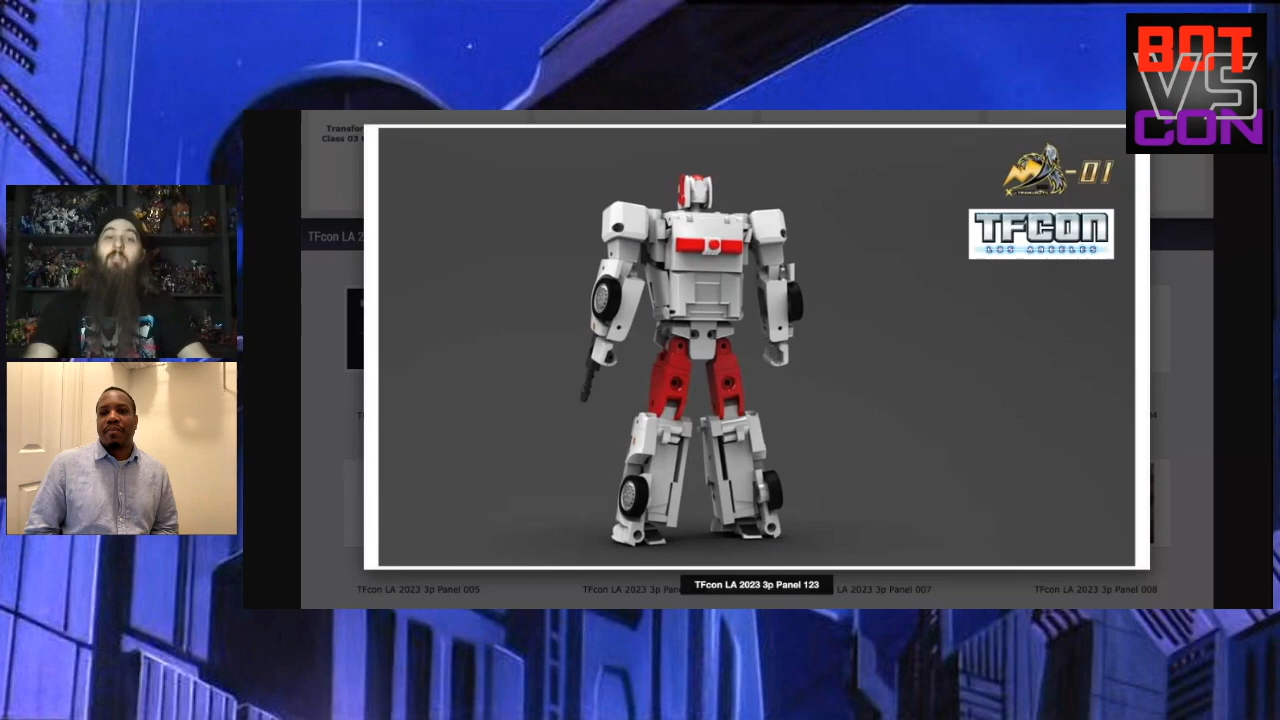 BOT
VS
CON
Transfor
Class 03
TFcon LA 2
-01
TFCON
LOS ANGELES
TFcon LA 2023 3p Panel 123
TFcon LA 2023 3p Panel 005
TFcon LA 2023 3p Pane
LA 2023 3p Panel 007
TFcon LA 2023 3p Panel 008